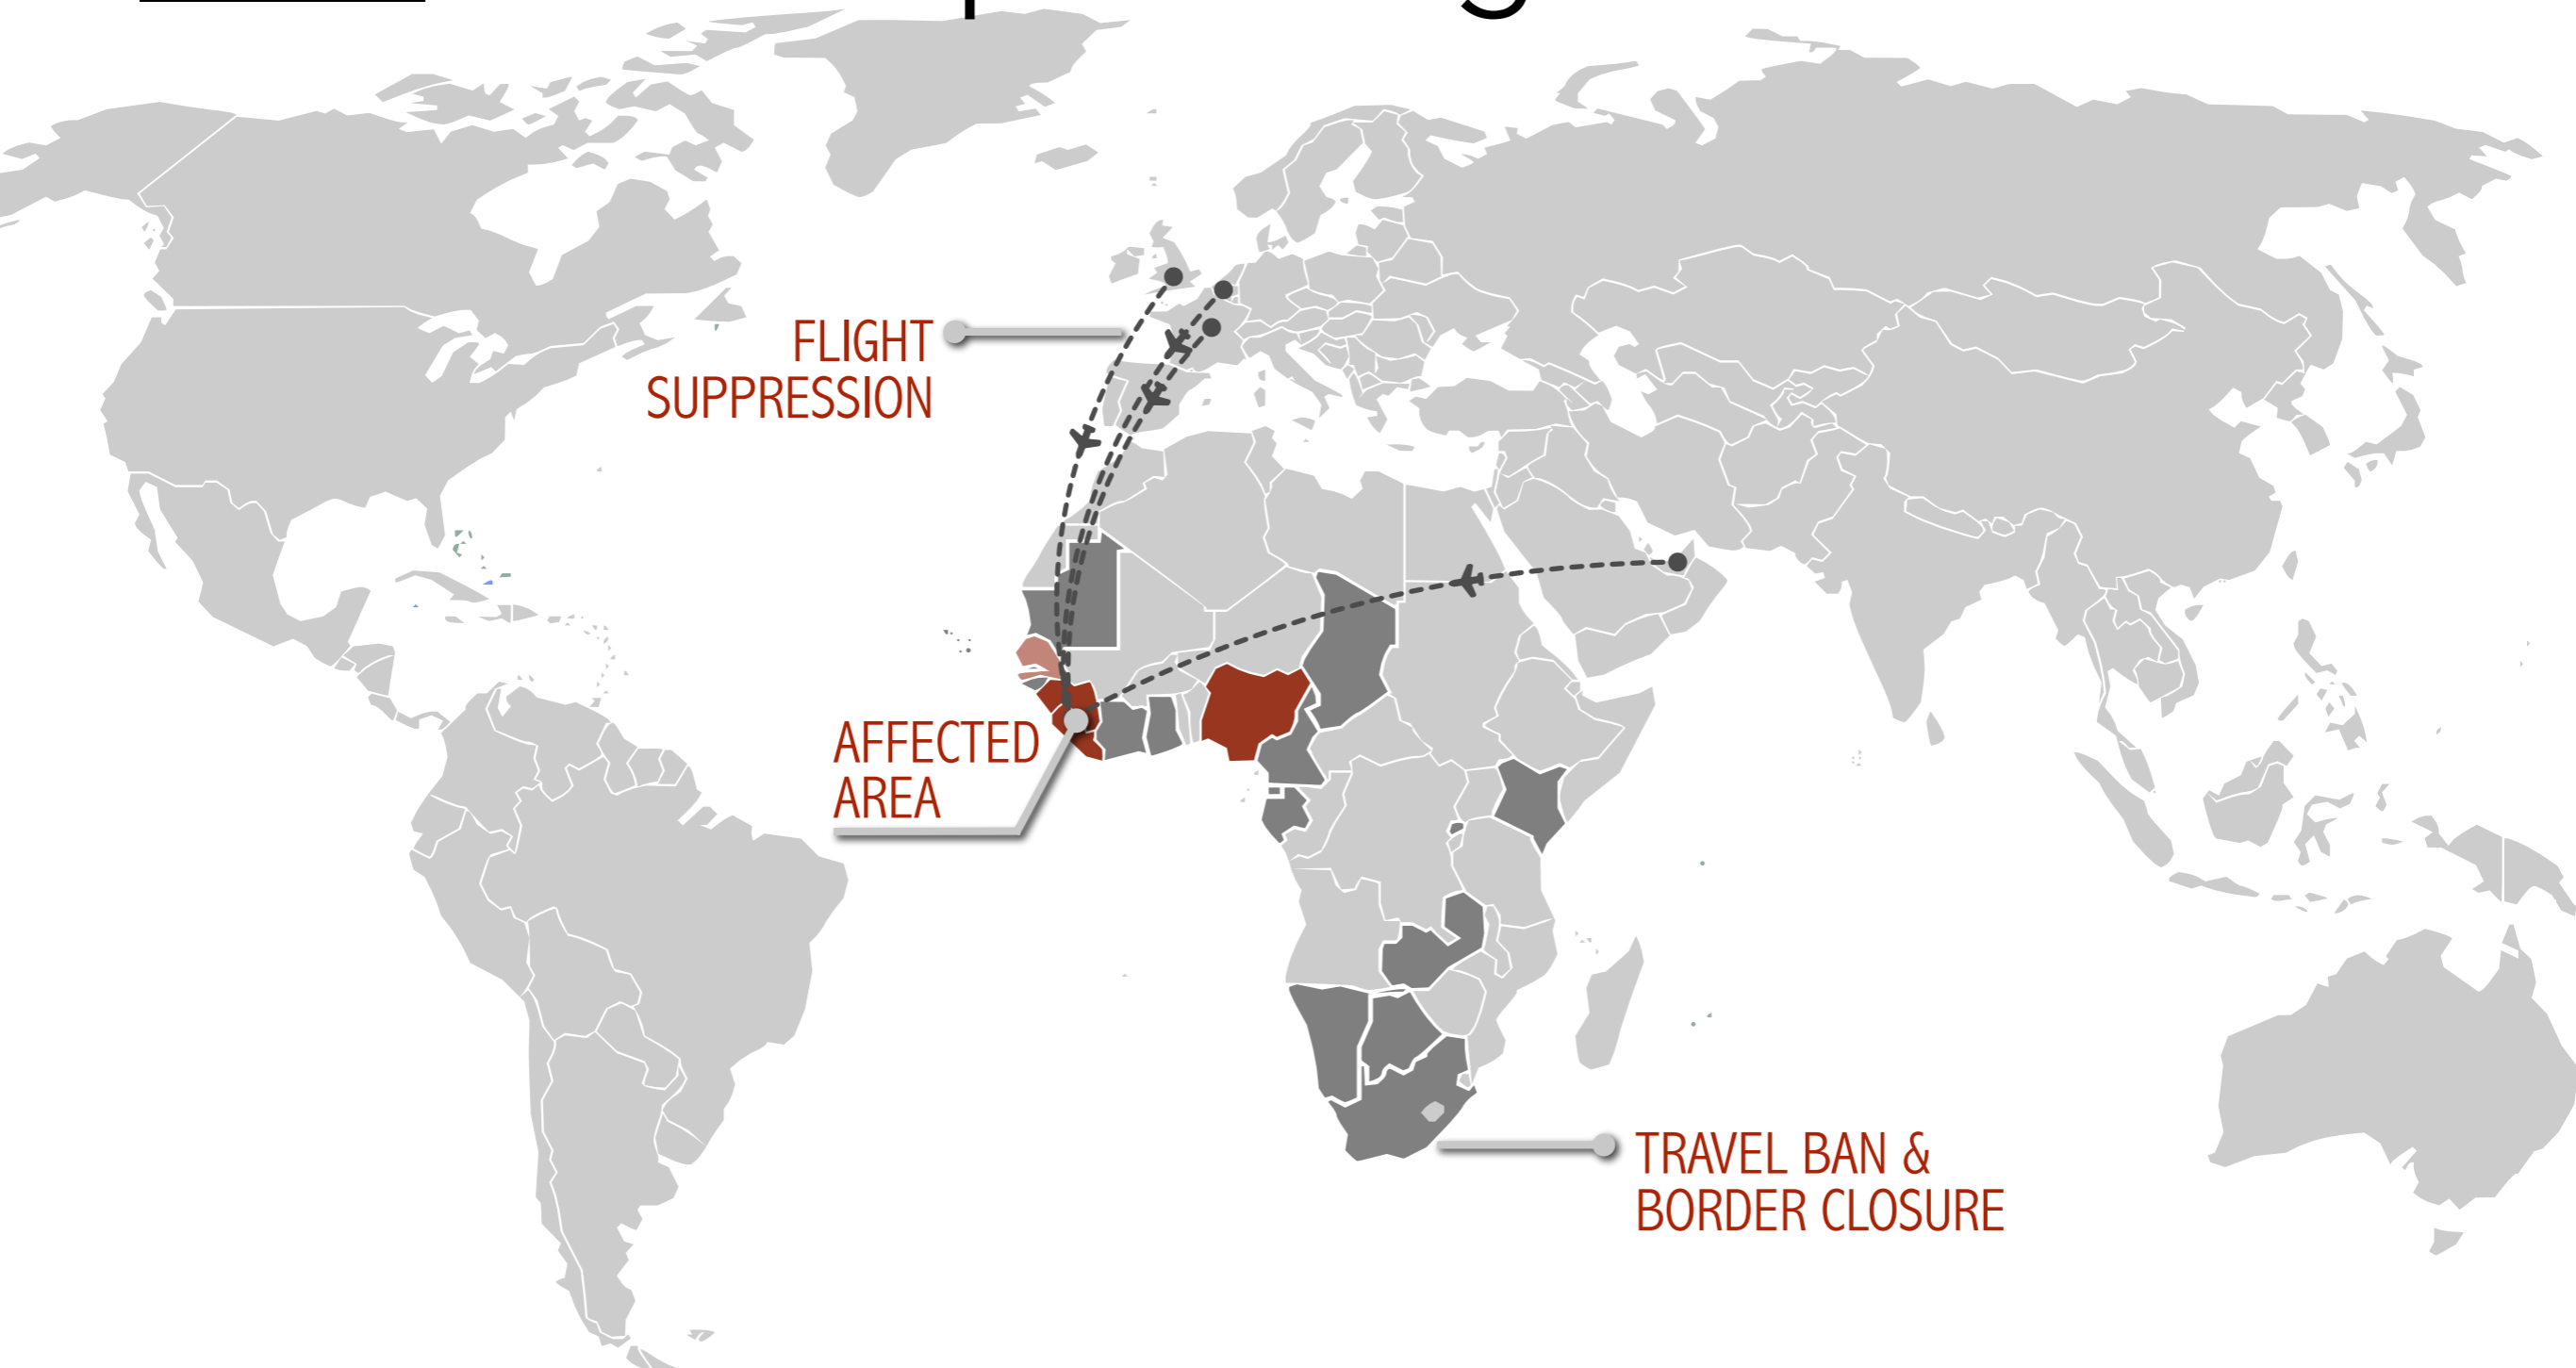 FLIGHT
SUPPRESSION
AFFECTED
AREA
TRAVEL BAN &
BORDER CLOSURE